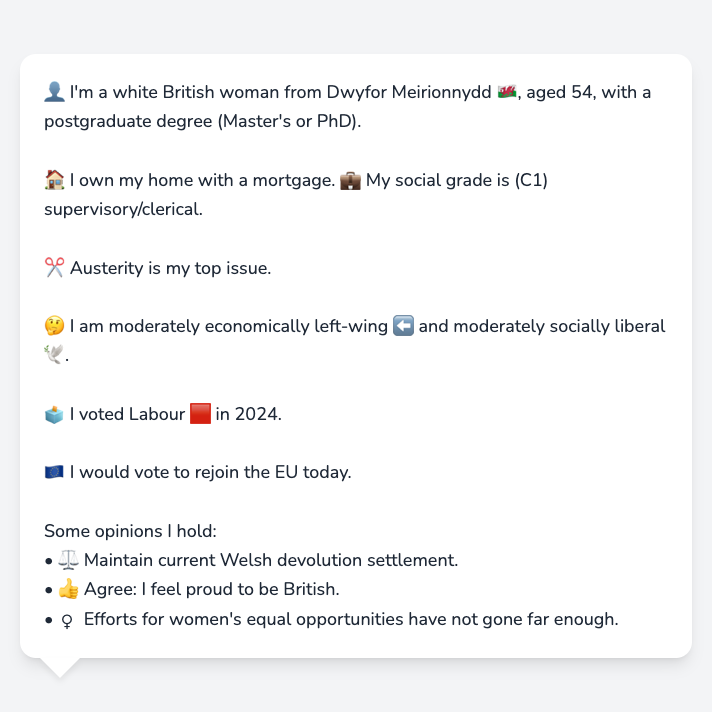 👤 I'm a white British woman from Dwyfor Meirionnydd 🏴󠁧󠁢󠁷󠁬󠁳󠁿, aged 54, with a
postgraduate degree (Master's or PhD).
🏠 I own my home with a mortgage. 💼 My social grade is (C1)
supervisory/clerical.
✂️ Austerity is my top issue.
🤔 I am moderately economically left-wing ⬅️ and moderately socially liberal
🕊️.
🗳️ I voted Labour 🟥 in 2024.
🇪🇺 I would vote to rejoin the EU today.
Some opinions I hold:
• ⚖️ Maintain current Welsh devolution settlement.
• 👍 Agree: I feel proud to be British.
• ♀ Efforts for women's equal opportunities have not gone far enough.